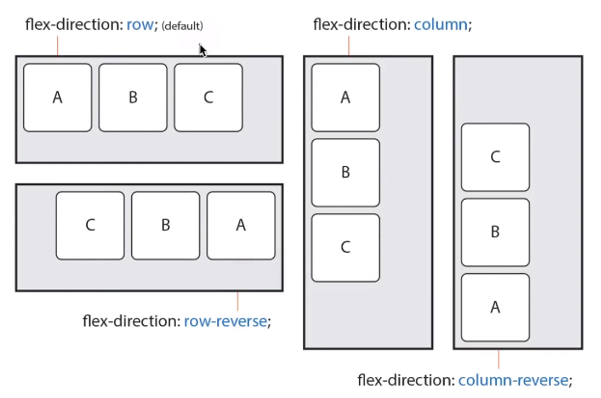 flex-direction: row; (default)
A B C
C B A
flex-direction: row-reverse;
flex-direction: column;
A
B
C
C
B
A
flex-direction: column-reverse;